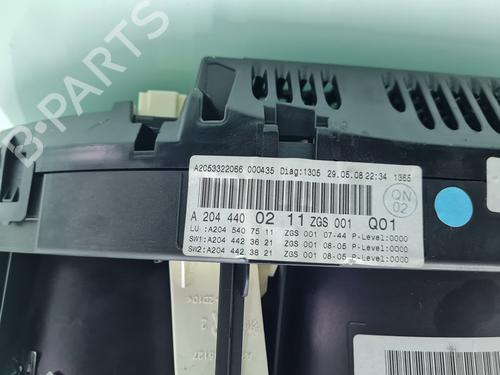 B-PARTS
A2053322066 000435 Diag:1305 29.05.08 22:34 1365
QN
02
A 204 440 02 11 ZGS 001 Q01
LU :A204 540 75 11 ZGS 001 07-44 P-Level:0000
SW1:A204 442 36 21 ZGS 001 08-05 P-Level:0000
SW2:A204 442 38 21 ZGS 001 08-05 P-Level:0000